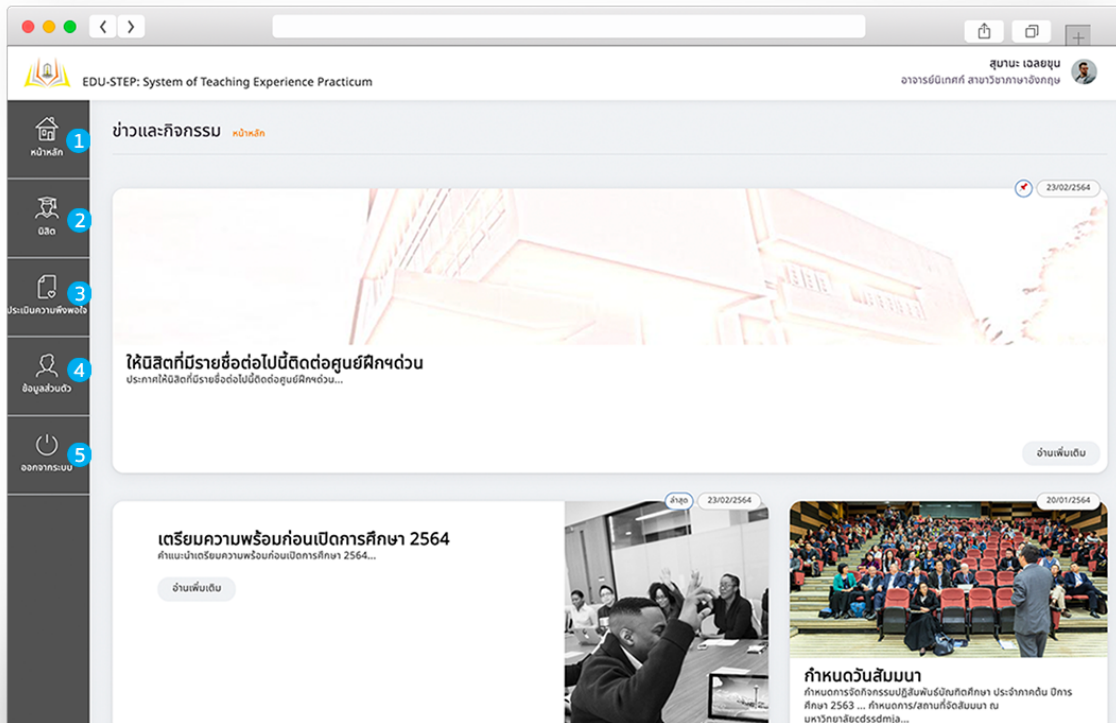 สุมานะ เฉลยขุน
EDU-STEP: System of Teaching Experience Practicum
อาจารย์นิเทศก์ สาขาวิชาภาษาอังกฤษ
หน้าหลัก
1
นิสิต
2
ประเมินความพึงพอใจ
3
ข้อมูลส่วนตัว
4
ออกจากระบบ
5
ข่าวและกิจกรรม หน้าหลัก
23/02/2564
ให้นิสิตที่มีรายชื่อต่อไปนี้ติดต่อศูนย์ฝึกฯด่วน
ประกาศให้นิสิตที่มีรายชื่อต่อไปนี้ติดต่อศูนย์ฝึกฯด่วน...
อ่านเพิ่มเติม
ล่าสุด 23/02/2564
เตรียมความพร้อมก่อนเปิดการศึกษา 2564
คำแนะนำเตรียมความพร้อมก่อนเปิดการศึกษา 2564...
อ่านเพิ่มเติม
20/01/2564
กำหนดวันสัมมนา
กำหนดการจัดกิจกรรมปฏิสัมพันธ์บัณฑิตศึกษา ประจำภาคต้น ปีการ
ศึกษา 2563 ... กำหนดการ/สถานที่จัดสัมมนา ณ
มหาวิทยาลัยcdssdmja...